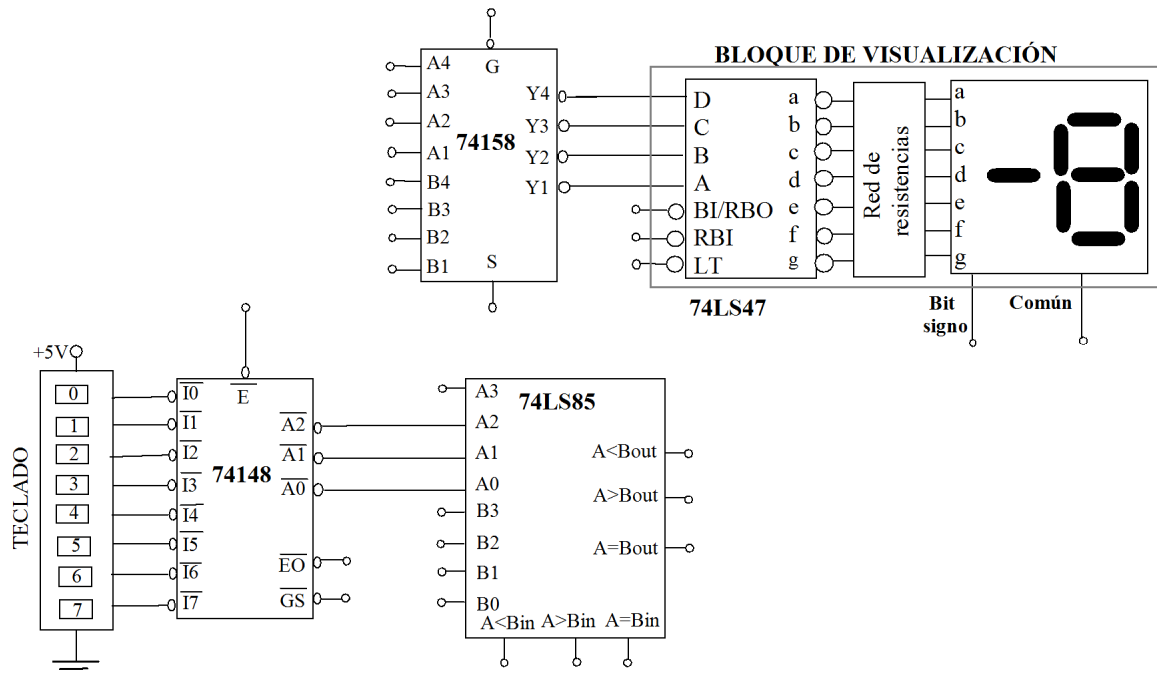 BLOQUE DE VISUALIZACIÓN
G
A4
A3
A2
A1
B4
B3
B2
B1
74158
Y4
Y3
Y2
Y1
S
D
C
B
A
BI/RBO
RBI
LT
a
b
c
d
e
f
g
74LS47
Red de
resistencias
a
b
c
d
e
f
g
Bit
signo
Común
+5V
TECLADO
0
1
2
3
4
5
6
7
E
I0
I1
I2
I3
I4
I5
I6
I7
74148
A2
A1
A0
EO
GS
74LS85
A3
A2
A1
A0
B3
B2
B1
B0
A<Bout
A>Bout
A=Bout
A<Bin
A>Bin
A=Bin